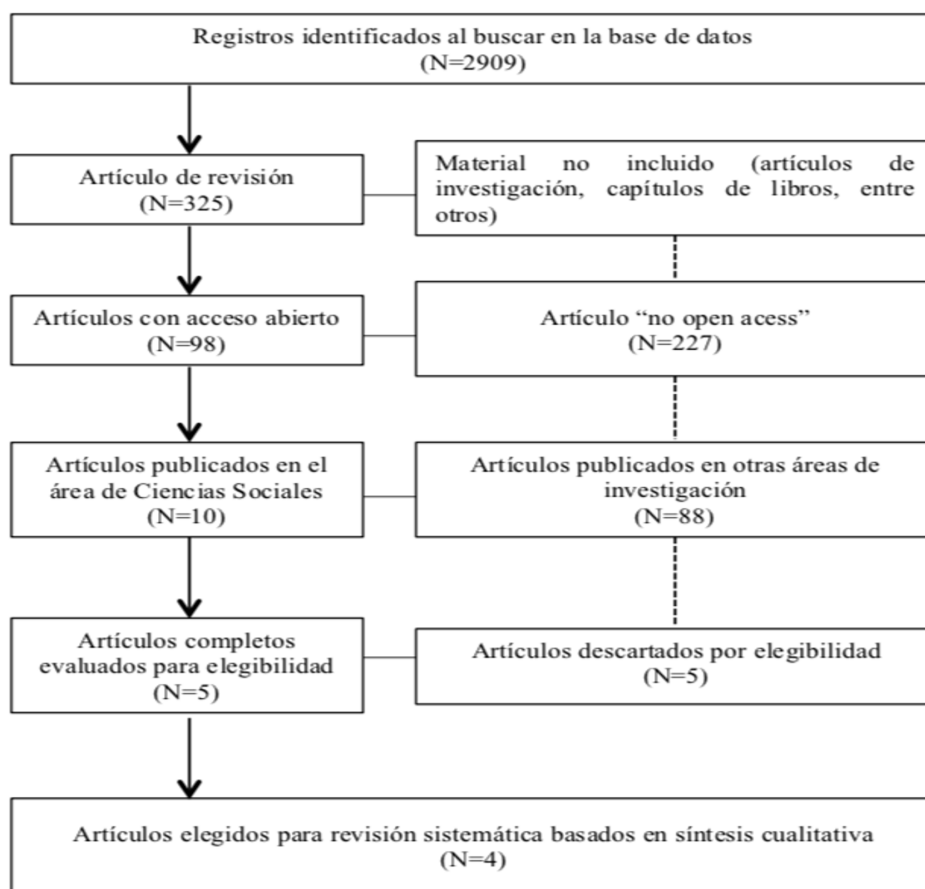 Registros identificados al buscar en la base de datos
(N=2909)
Artículo de revisión
(N=325)
Material no incluido (artículos de
investigación, capítulos de libros, entre
otros)
Artículos con acceso abierto
(N=98)
Artículo “no open acess”
(N=227)
Artículos publicados en el
área de Ciencias Sociales
(N=10)
Artículos publicados en otras áreas de
investigación
(N=88)
Artículos completos
evaluados para elegibilidad
(N=5)
Artículos descartados por elegibilidad
(N=5)
Artículos elegidos para revisión sistemática basados en síntesis cualitativa
(N=4)